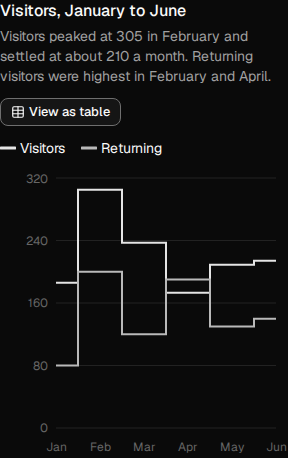 Visitors, January to June
Visitors peaked at 305 in February and
settled at about 210 a month. Returning
visitors were highest in February and April.
View as table
Visitors Returning
320
240
160
80
0
Jan Feb Mar Apr May Jun